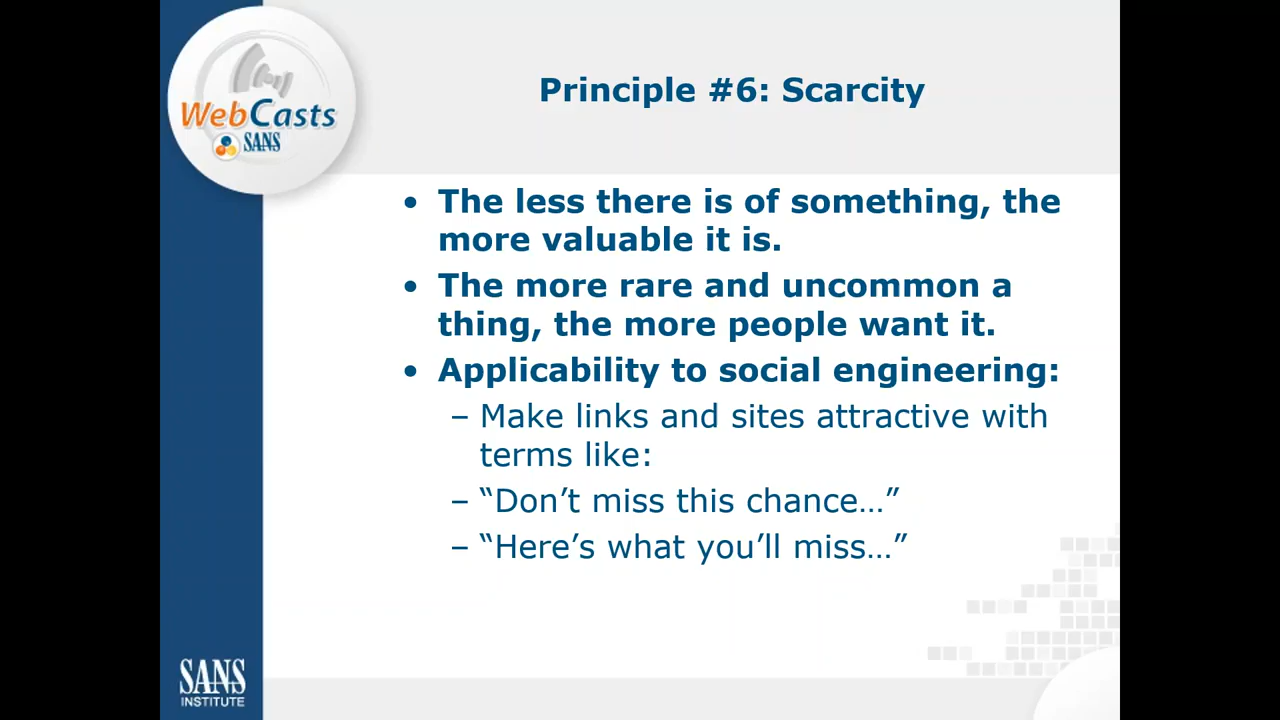 WebCasts
SANS
Principle #6: Scarcity
• The less there is of something, the
more valuable it is.
• The more rare and uncommon a
thing, the more people want it.
• Applicability to social engineering:
– Make links and sites attractive with
terms like:
– “Don’t miss this chance…”
– “Here’s what you’ll miss…”
SANS
INSTITUTE